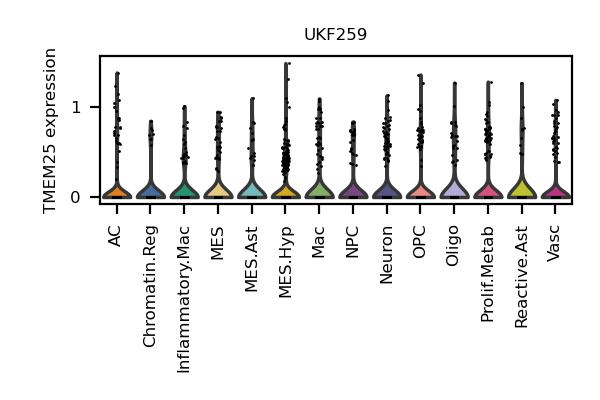 UKF259
TMEM25 expression
1
0
AC
Chromatin.Reg
Inflammatory.Mac
MES
MES.Ast
MES.Hyp
Mac
NPC
Neuron
OPC
Oligo
Prolif.Metab
Reactive.Ast
Vasc